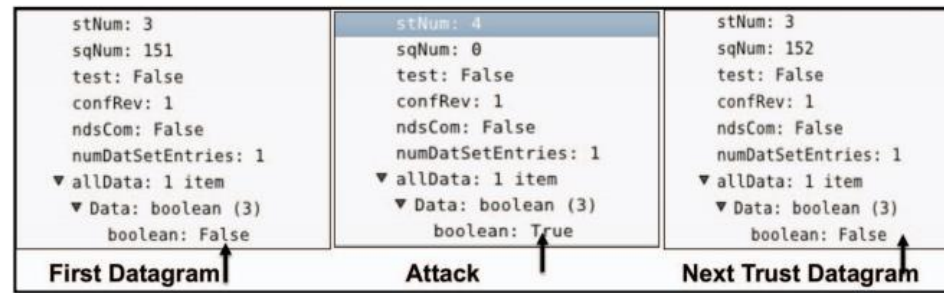 stNum: 3
sqNum: 151
test: False
confRev: 1
ndsCom: False
numDatSetEntries: 1
allData: 1 item
Data: boolean (3)
boolean: False
First Datagram
stNum: 4
sqNum: 0
test: False
confRev: 1
ndsCom: False
numDatSetEntries: 1
allData: 1 item
Data: boolean (3)
boolean: True
Attack
stNum: 3
sqNum: 152
test: False
confRev: 1
ndsCom: False
numDatSetEntries: 1
allData: 1 item
Data: boolean (3)
boolean: False
Next Trust Datagram